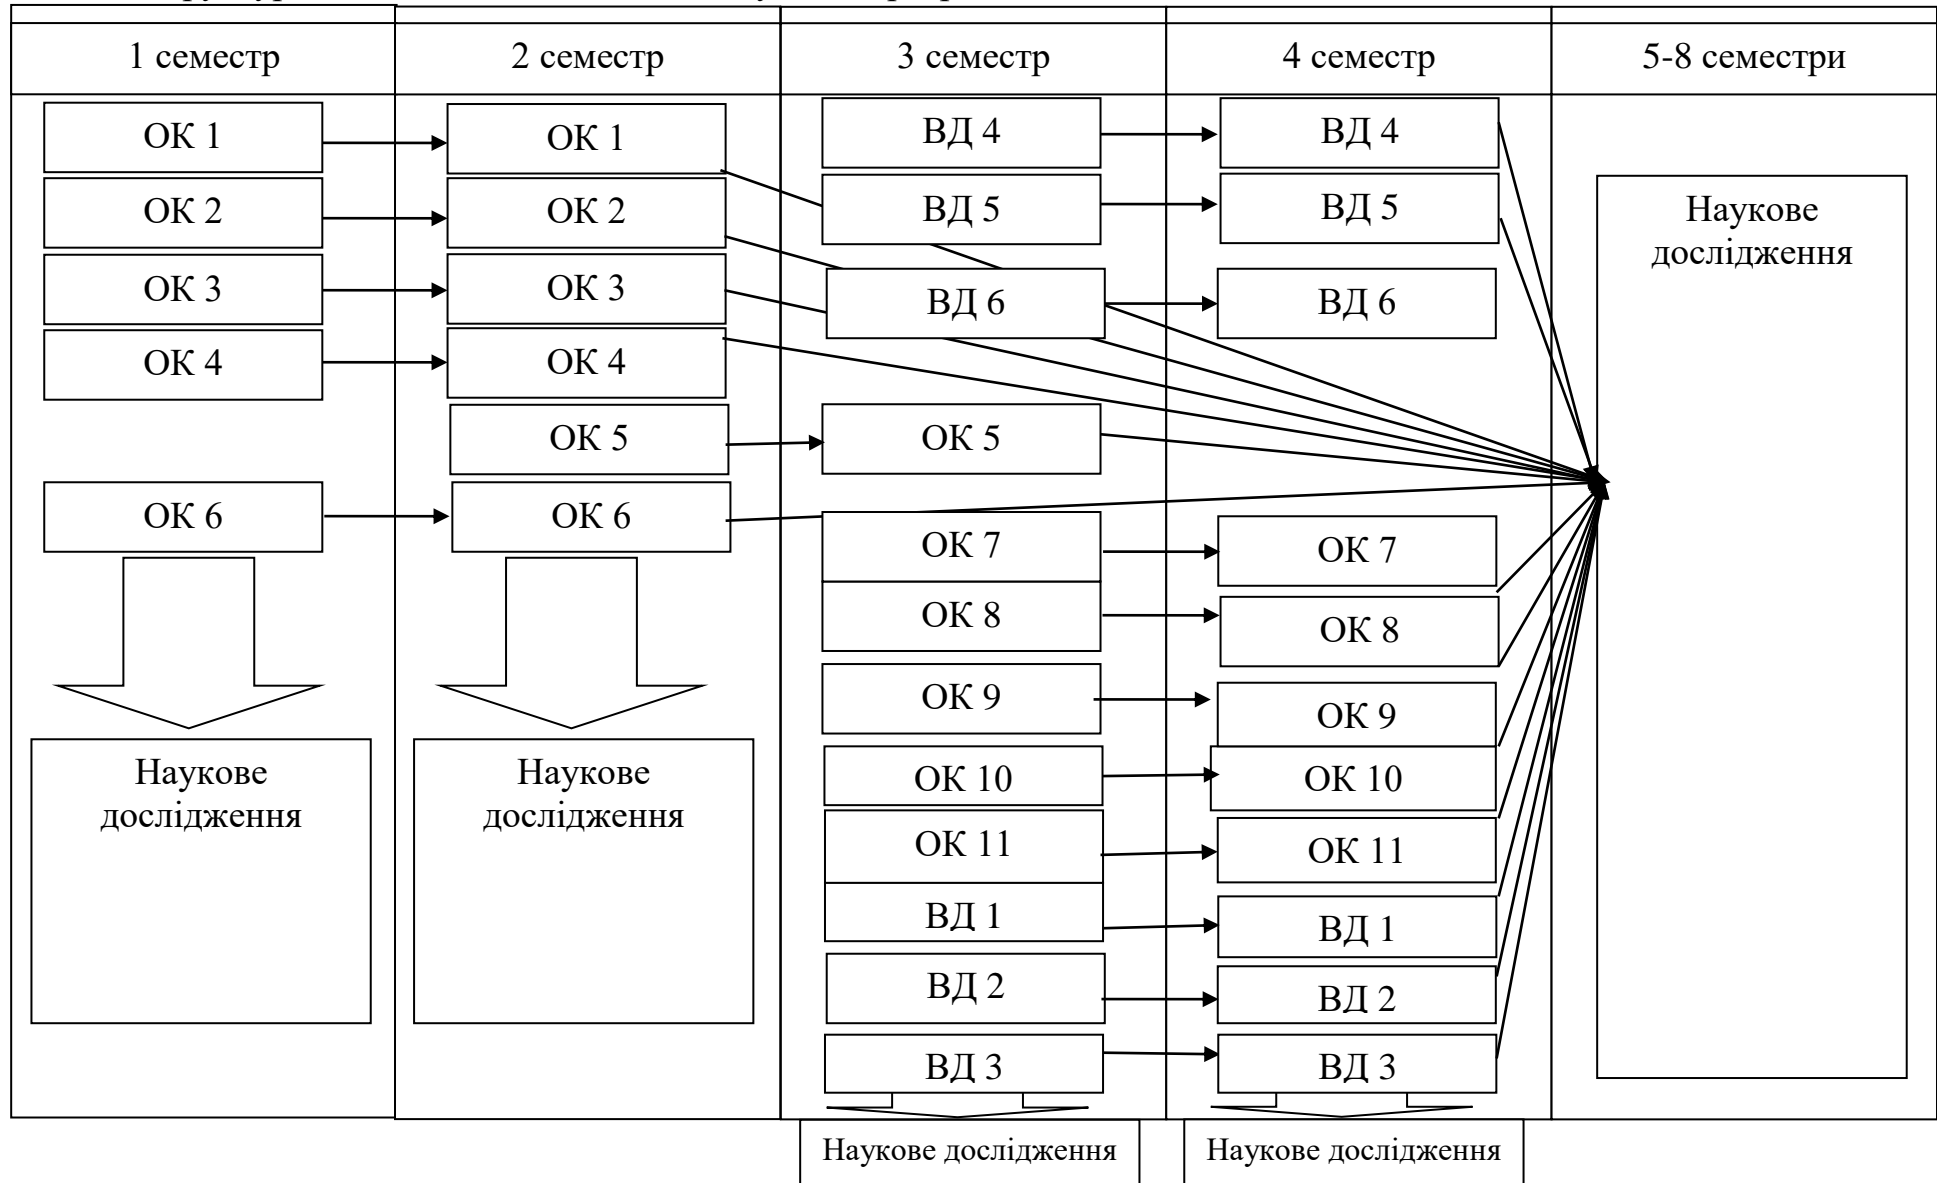 1 семестр
2 семестр
3 семестр
4 семестр
5-8 семестри
ОК 1
ОК 2
ОК 3
ОК 4
ОК 6
Наукове
дослідження
ОК 1
ОК 2
ОК 3
ОК 4
ОК 5
ОК 6
Наукове
дослідження
ВД 4
ВД 5
ВД 6
ОК 5
ОК 7
ОК 8
ОК 9
ОК 10
ОК 11
ВД 1
ВД 2
ВД 3
Наукове дослідження
ВД 4
ВД 5
ВД 6
ОК 7
ОК 8
ОК 9
ОК 10
ОК 11
ВД 1
ВД 2
ВД 3
Наукове дослідження
Наукове
дослідження